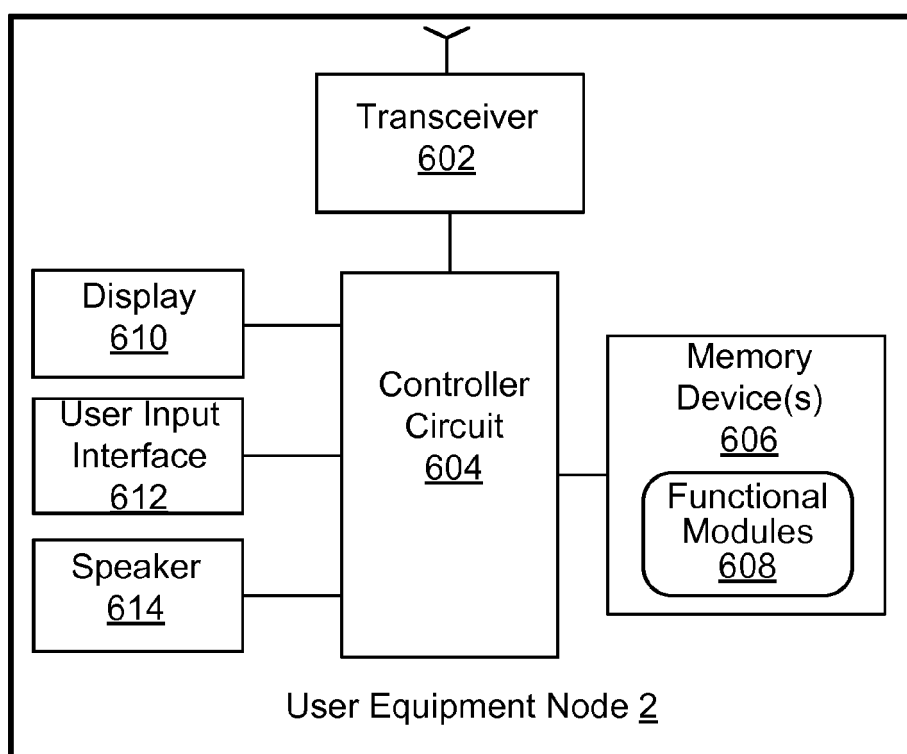 Transceiver
602
Display
610
User Input
Interface
612
Speaker
614
Controller
Circuit
604
Memory
Device(s)
606
Functional
Modules
608
User Equipment Node 2